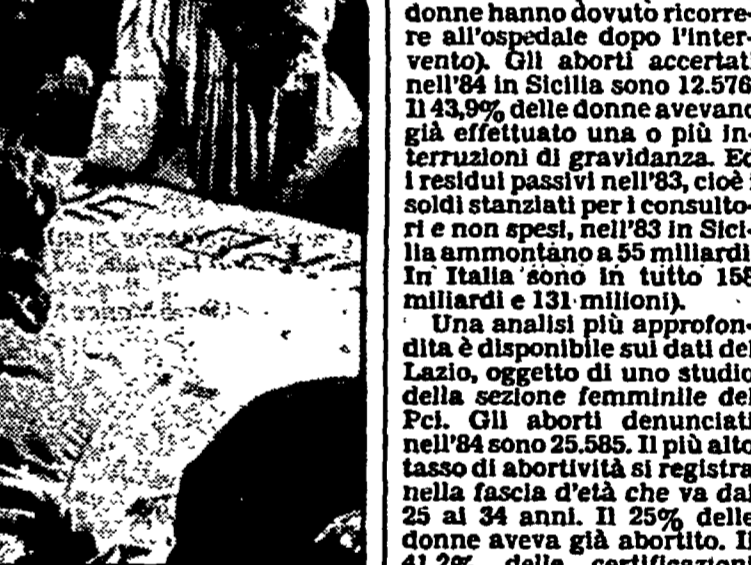 donne hanno dovuto ricorre-
re all'ospedale dopo l'inter-
vento). Gli aborti accertati
nell'84 in Sicilia sono 12.576
Il 43,9% delle donne avevano
già effettuato una o più in-
terruzioni di gravidanza. Ed
i residui passivi nell'83, cioè i
soldi stanziati per i consulto-
ri e non spesi, nell'83 in Sici-
lia ammontano a 55 miliardi
In Italia sono in tutto 158
miliardi e 131 milioni).
Una analisi più approfon-
dita è disponibile sui dati del
Lazio, oggetto di uno studio
della sezione femminile del
Pci. Gli aborti denunciati
nell'84 sono 25.585. Il più alto
tasso di abortività si registra
nella fascia d'età che va dai
25 ai 34 anni. Il 25% delle
donne aveva già abortito. Il
41,2% delle certificazioni